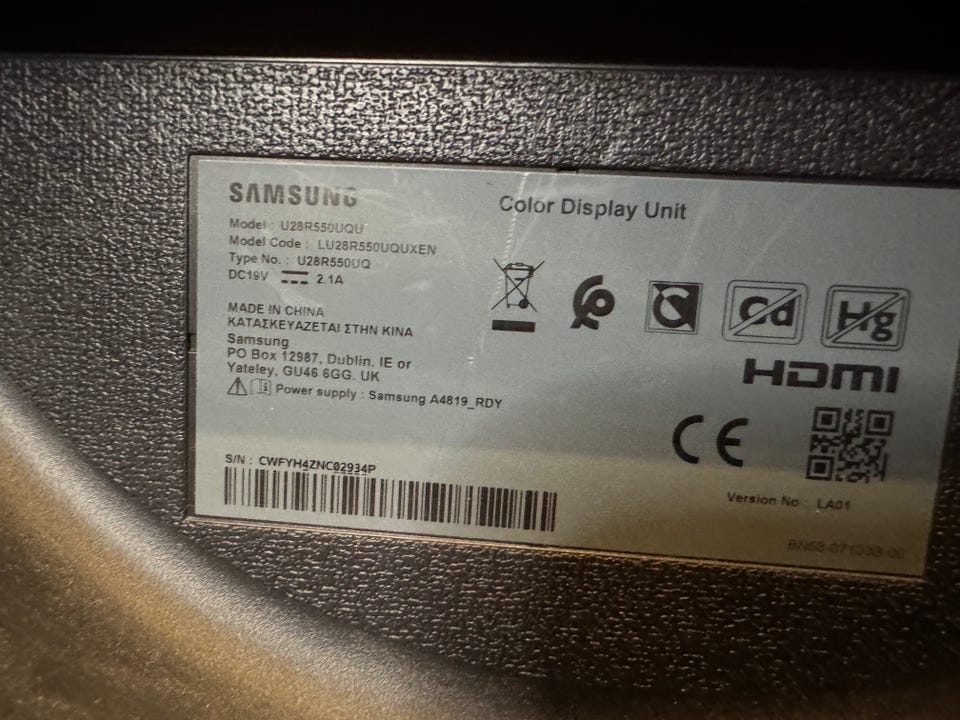 SAMSUNG
Color Display Unit
Model : U28R550UQU
Model Code : LU28R550UQUXEN
Type No. : U28R550UQ
DC19V 2.1A
MADE IN CHINA
ΚΑΤΑΣΚΕΥΑΖΕΤΑΙ ΣΤΗΝ ΚΙΝΑ
Samsung
PO Box 12987, Dublin. IE or
Yateley, GU46 6GG. UK
Power supply : Samsung A4819_RDY
Cd
Hg
HDMI
CE
S/N : CWFYH4ZNC02934P
Version No : LA01